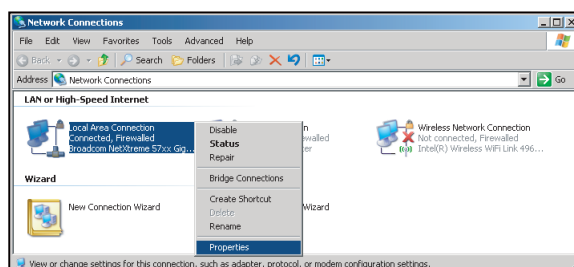 Network Connections
File Edit View Favorites Tools Advanced Help
Back Search Folders
Address Network Connections Go
LAN or High-Speed Internet
Local Area Connection
Connected, Firewalled
Broadcom NetXtreme 57xx Gig...
Disable
Status
Repair
Bridge Connections
Create Shortcut
Delete
Rename
Properties
Wireless Network Connection
Not connected, Firewalled
Intel(R) Wireless WiFi Link 496...
Wizard
New Connection Wizard
Wizard
View or change settings for this connection, such as adapter, protocol, or modem configuration settings.